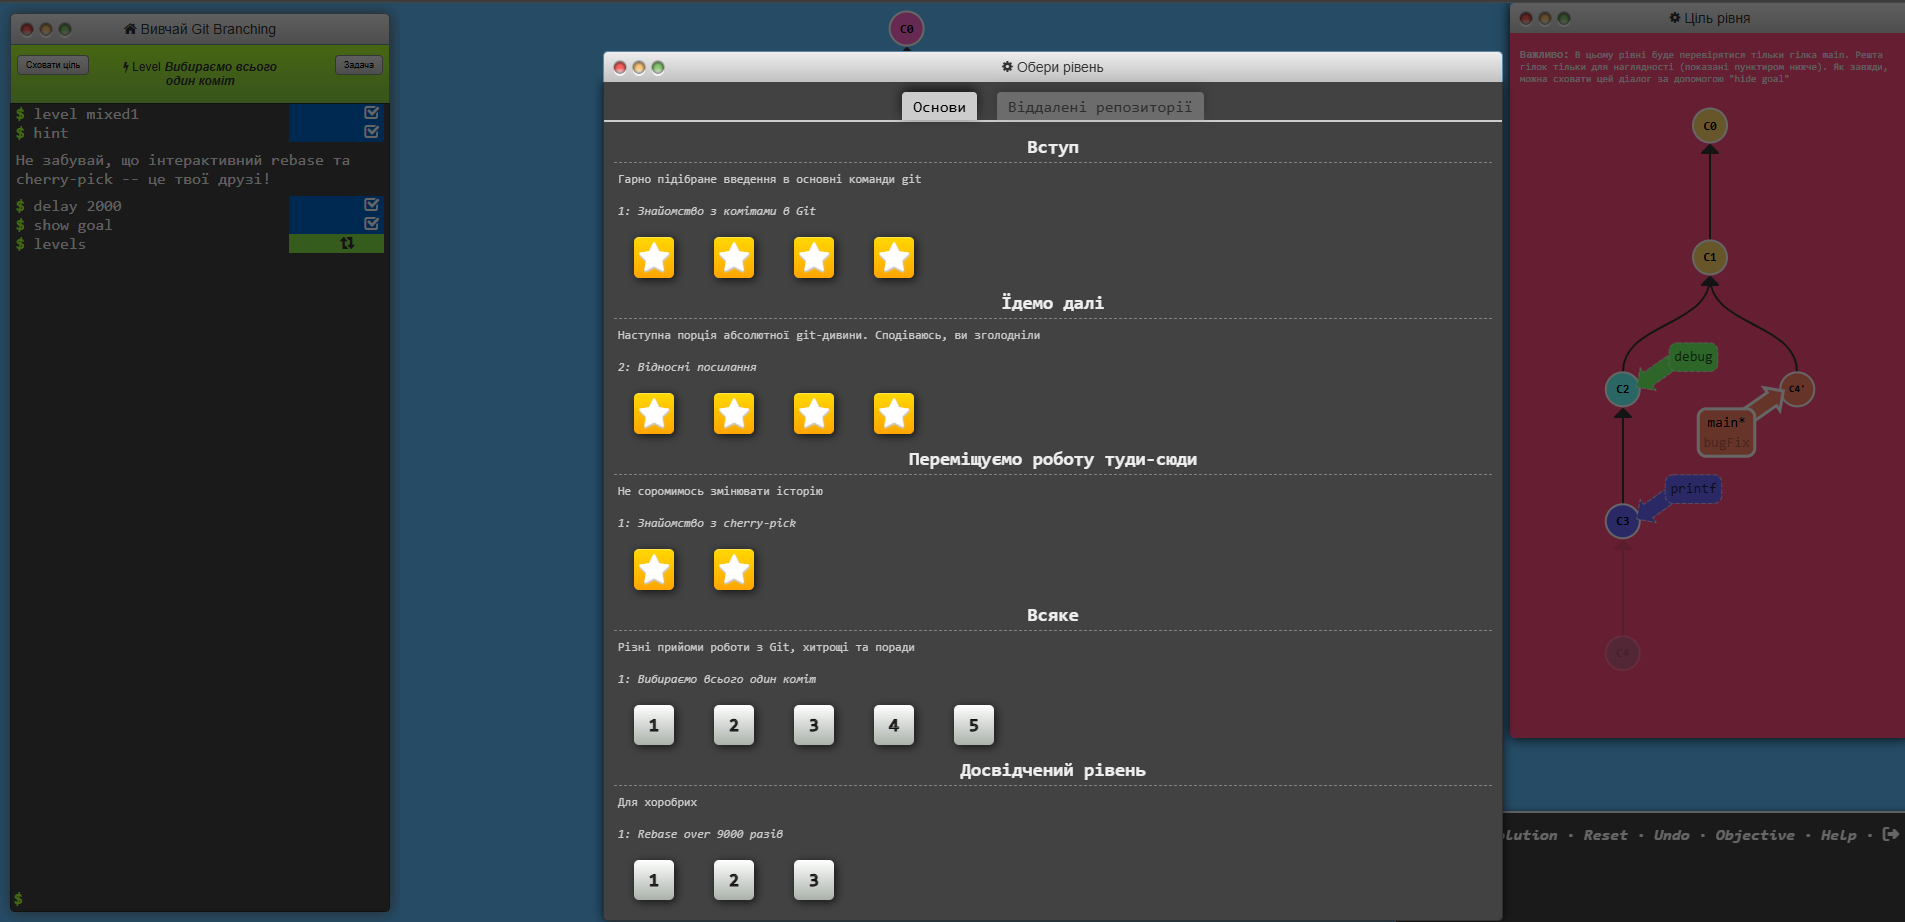 Вивчай Git Branching
Сховати ціль
Level Вибираємо всього
один коміт
Задача
$ level mixed1
$ hint
Не забувай, що інтерактивний rebase та
cherry-pick -- це твої друзі!
$ delay 2000
$ show goal
$ levels
$
C0
Обери рівень
Основи
Віддалені репозиторії
Вступ
Гарно підібране введення в основні команди git
1: Знайомство з комітами в Git
Їдемо далі
Наступна порція абсолютної git-дивини. Сподіваюсь, ви зголодніли
2: Відносні посилання
Переміщуємо роботу туди-сюди
Не соромимось змінювати історію
1: Знайомство з cherry-pick
Всяке
Різні прийоми роботи з Git, хитрощі та поради
1: Вибираємо всього один коміт
1 2 3 4 5
Досвідчений рівень
Для хоробрих
1: Rebase over 9000 разів
1 2 3
Ціль рівня
Важливо: В цьому рівні буде перевірятися тільки гілка main. Решта
гілок тільки для наглядності (показані пунктиром нижче). Як завжди,
можна сховати цей діалог за допомогою "hide goal"
C0
C1
debug
C2
C4'
main*
bugFix
printf
C3
C4
lution · Reset · Undo · Objective · Help ·